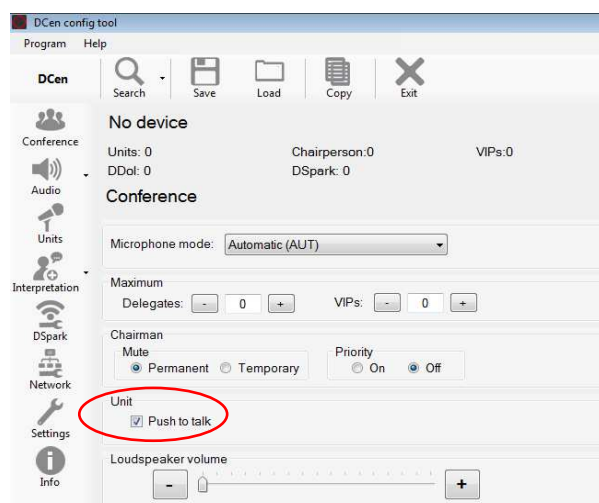 DCen config tool
Program Help
DCen
Search Save Load Copy Exit
Conference
Audio
Units
Interpretation
DSpark
Network
Settings
Info
No device
Units: 0 Chairperson:0 VIPs:0
DDol: 0 DSpark: 0
Conference
Microphone mode: Automatic (AUT)
Maximum
Delegates: - 0 + VIPs: - 0 +
Chairman
Mute Priority
Permanent Temporary On Off
Unit
Push to talk
Loudspeaker volume
- +